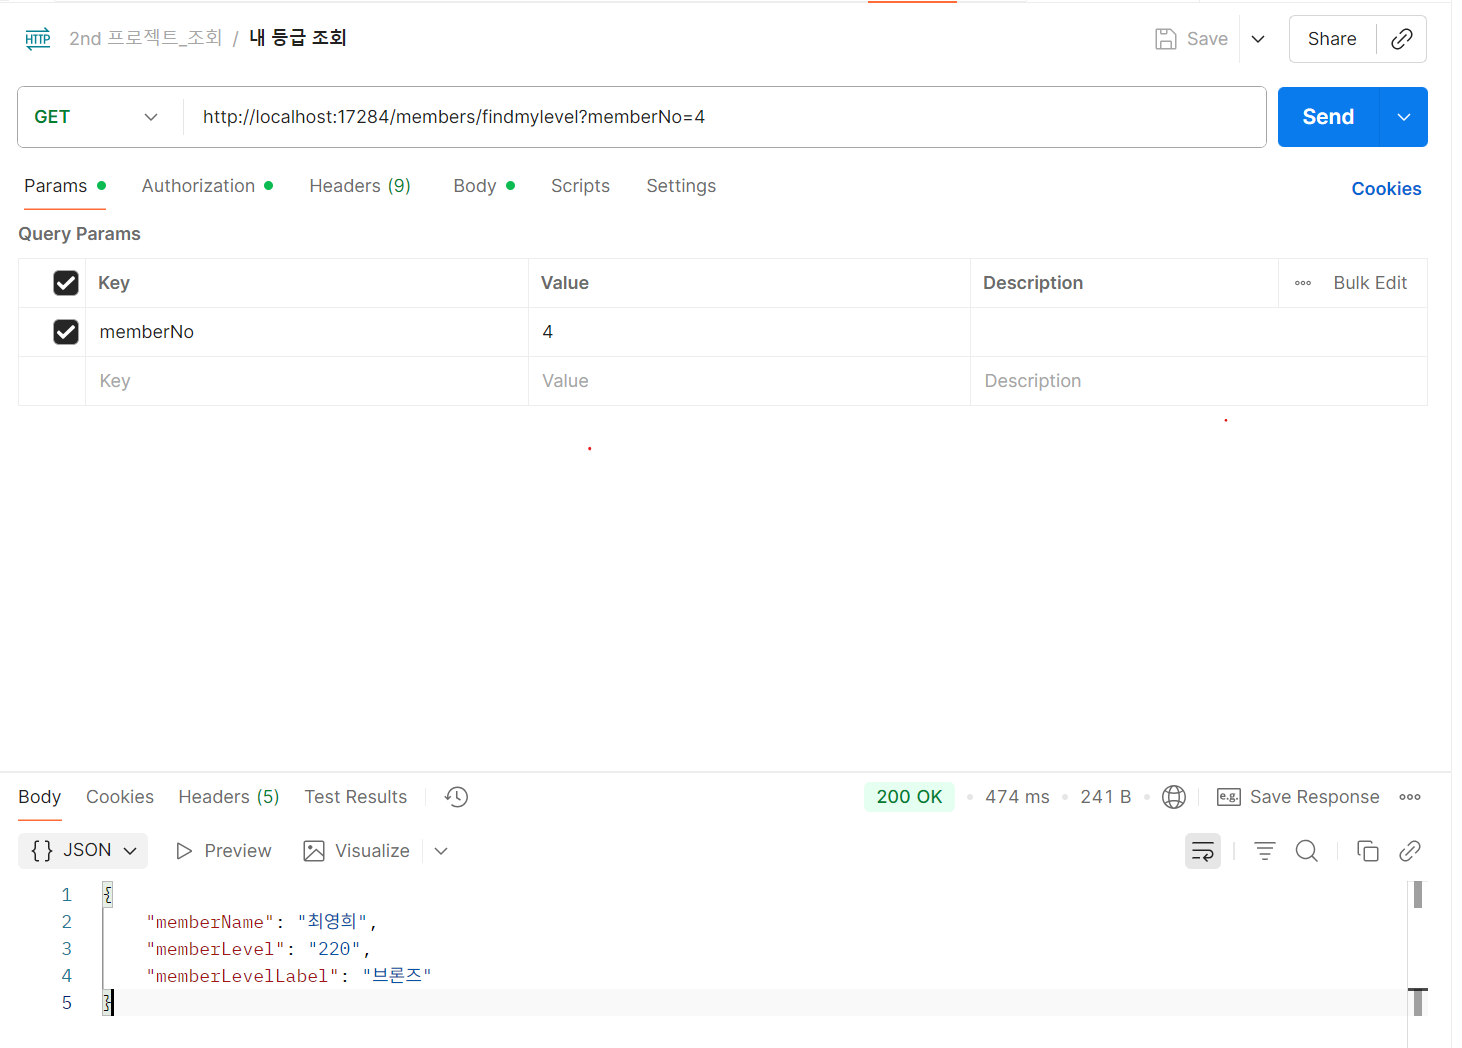 HTTP 2nd 프로젝트_조회 / 내 등급 조회 Save Share
GET http://localhost:17284/members/findmylevel?memberNo=4 Send
Params Authorization Headers (9) Body Scripts Settings Cookies
Query Params
Key Value Description Bulk Edit
memberNo 4
Key Value Description
Body Cookies Headers (5) Test Results 200 OK 474 ms 241 B e.g. Save Response
{} JSON Preview Visualize
1 {
2 "memberName": "최영희",
3 "memberLevel": "220",
4 "memberLevelLabel": "브론즈"
5 }